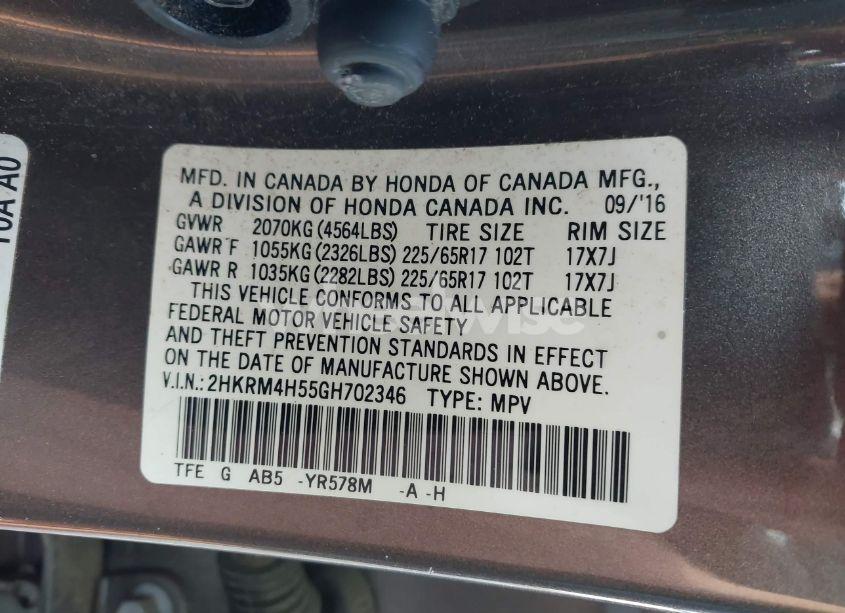 10A A0
MFD. IN CANADA BY HONDA OF CANADA MFG.,
A DIVISION OF HONDA CANADA INC. 09/'16
GVWR 2070KG(4564LBS) TIRE SIZE RIM SIZE
GAWR F 1055KG(2326LBS) 225/65R17 102T 17X7J
GAWR R 1035KG(2282LBS) 225/65R17 102T 17X7J
THIS VEHICLE CONFORMS TO ALL APPLICABLE
FEDERAL MOTOR VEHICLE SAFETY
AND THEFT PREVENTION STANDARDS IN EFFECT
ON THE DATE OF MANUFACTURE SHOWN ABOVE.
V.I.N.:2HKRM4H55GH702346 TYPE: MPV
TFE G AB5 -YR578M -A -H